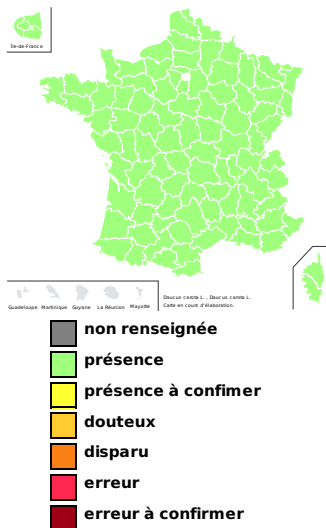 Île-de-France
Guadeloupe Martinique Guyane La Réunion Mayotte
Daucus carota L. , Daucus carota L.
Carte en cours d'élaboration.
non renseignée
présence
présence à confimer
douteux
disparu
erreur
erreur à confirmer